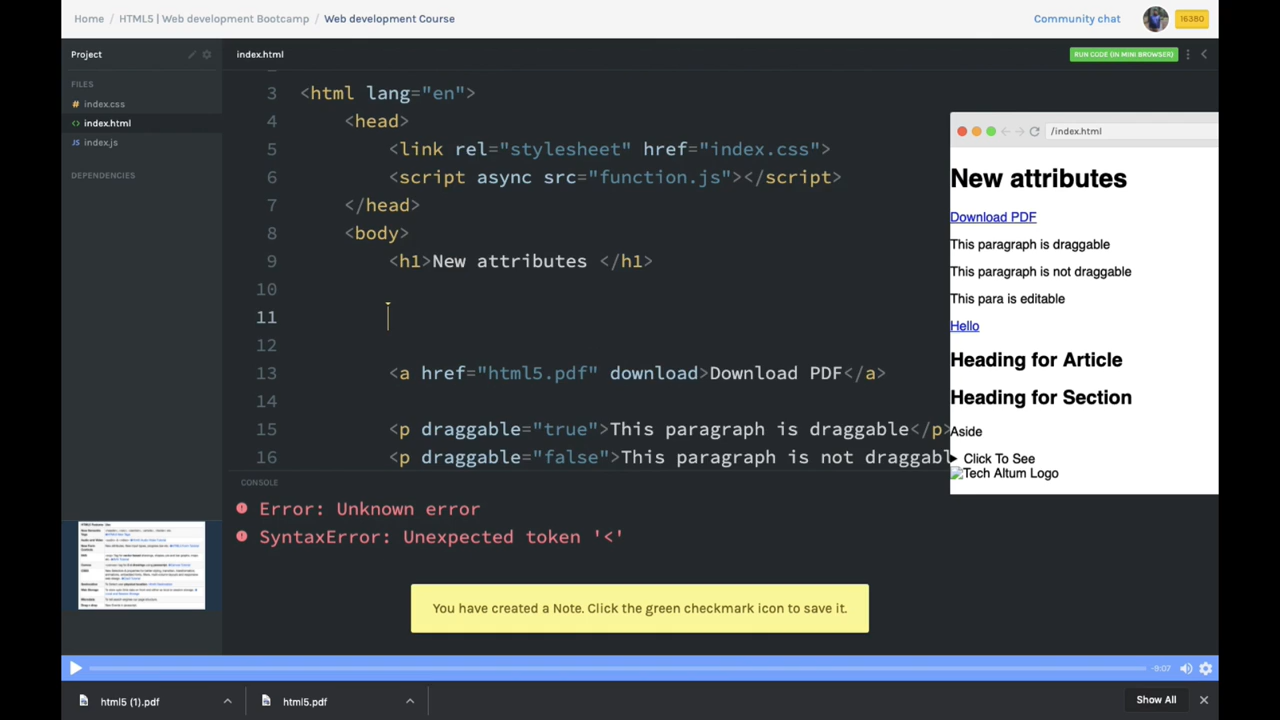 Home / HTML5 | Web development Bootcamp / Web development Course
Community chat
16380
Project
index.html
RUN CODE (IN MINI BROWSER)
FILES
index.css
index.html
index.js
DEPENDENCIES
3 <html lang="en">
4 <head>
5 <link rel="stylesheet" href="index.css">
6 <script async src="function.js"></script>
7 </head>
8 <body>
9 <h1>New attributes </h1>
10
11
12
13 <a href="html5.pdf" download>Download PDF</a>
14
15 <p draggable="true">This paragraph is draggable</p>
16 <p draggable="false">This paragraph is not draggabl
/index.html
New attributes
Download PDF
This paragraph is draggable
This paragraph is not draggable
This para is editable
Hello
Heading for Article
Heading for Section
Aside
Click To See
Tech Altum Logo
CONSOLE
Error: Unknown error
SyntaxError: Unexpected token '<'
You have created a Note. Click the green checkmark icon to save it.
-9:07
html5 (1).pdf
html5.pdf
Show All